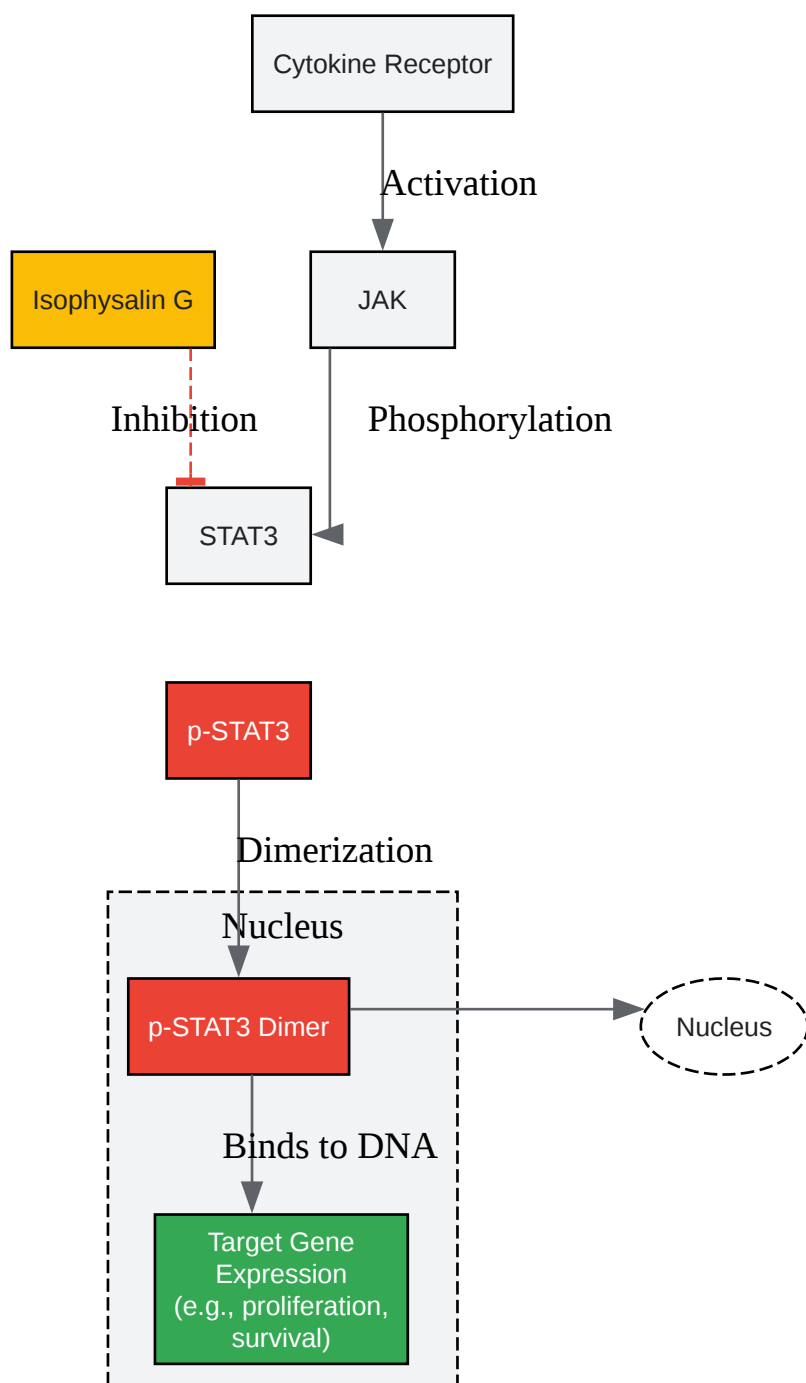 Cytokine Receptor
Activation
Isophysalin G
JAK
Inhibition
Phosphorylation
STAT3
p-STAT3
Dimerization
Nucleus
p-STAT3 Dimer
Nucleus
Binds to DNA
Target Gene
Expression
(e.g., proliferation,
survival)